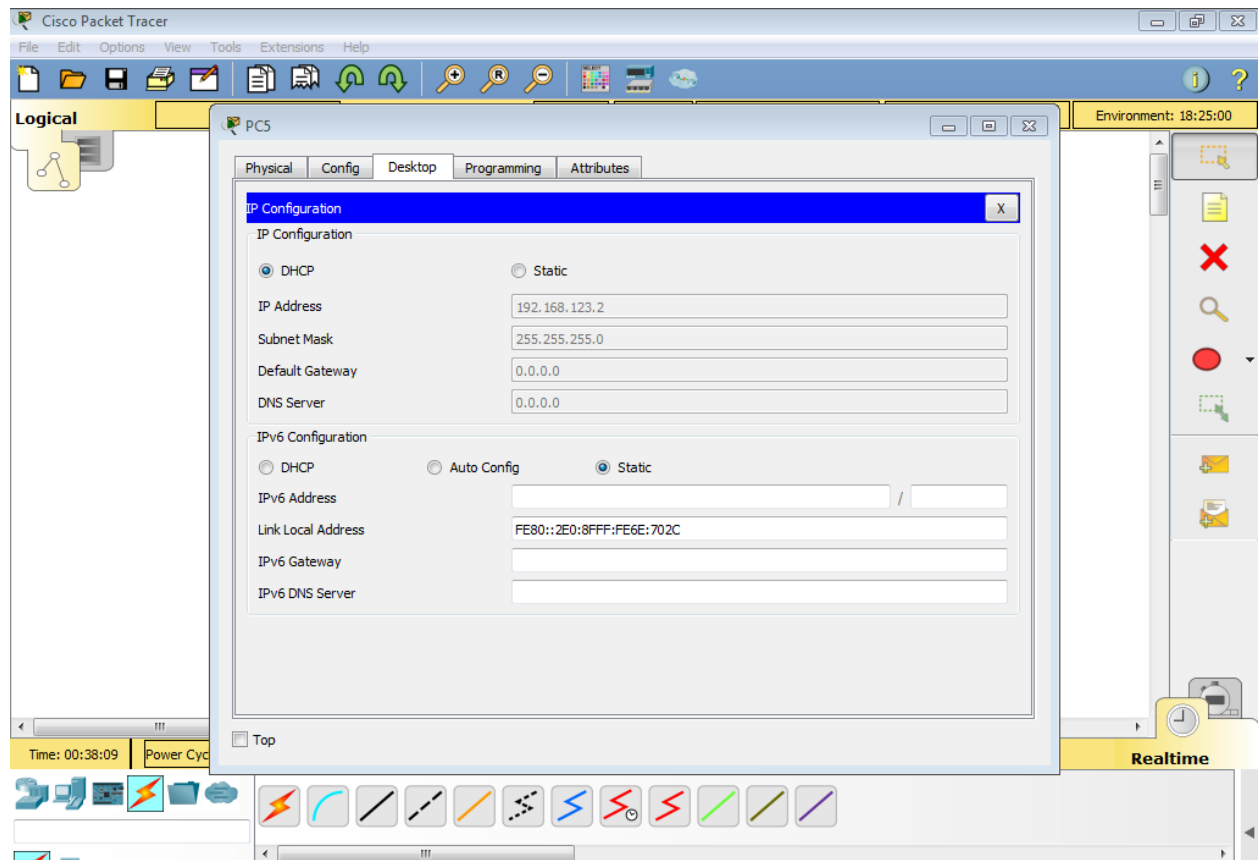 Cisco Packet Tracer
File Edit Options View Tools Extensions Help
Logical
Environment: 18:25:00
PC5
Physical Config Desktop Programming Attributes
IP Configuration X
IP Configuration
DHCP Static
IP Address 192.168.123.2
Subnet Mask 255.255.255.0
Default Gateway 0.0.0.0
DNS Server 0.0.0.0
IPv6 Configuration
DHCP Auto Config Static
IPv6 Address /
Link Local Address FE80::2E0:8FFF:FE6E:702C
IPv6 Gateway
IPv6 DNS Server
Top
Time: 00:38:09 Power Cyc
Realtime